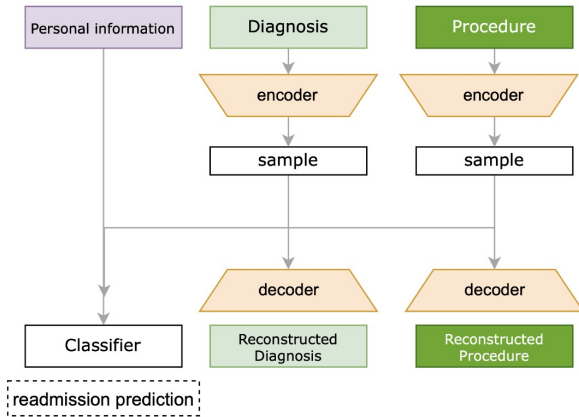 Personal information
Diagnosis
Procedure
encoder
encoder
sample
sample
decoder
decoder
Classifier
Reconstructed
Diagnosis
Reconstructed
Procedure
readmission prediction